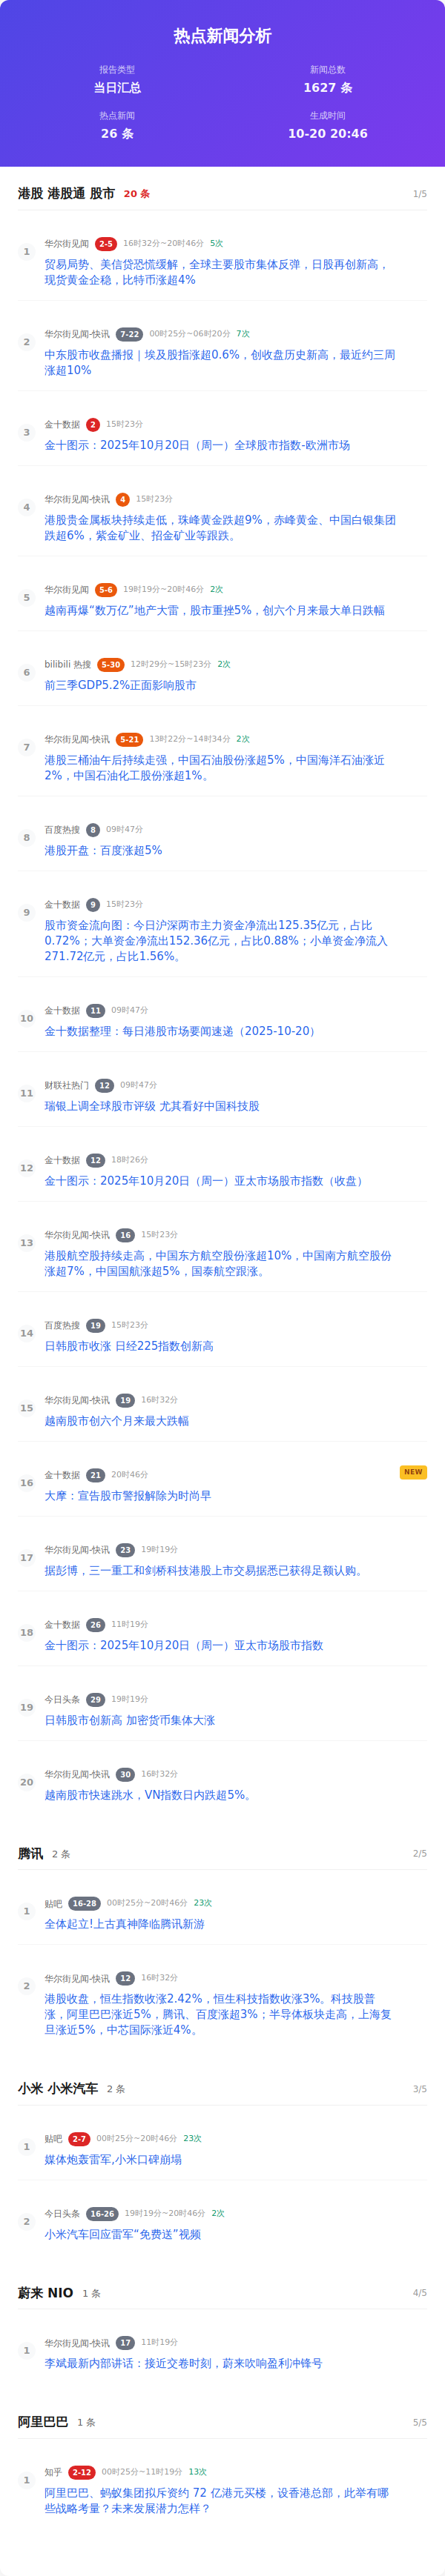 热点新闻分析
报告类型
新闻总数
当日汇总
1627 条
热点新闻
生成时间
26 条
10-20 20:46
港股 港股通 股市 20 条 1/5
1
华尔街见闻 2-5 16时32分~20时46分 5次
贸易局势、美信贷恐慌缓解，全球主要股市集体反弹，日股再创新高，
现货黄金企稳，比特币涨超4%
2
华尔街见闻-快讯 7-22 00时25分~06时20分 7次
中东股市收盘播报｜埃及股指涨超0.6%，创收盘历史新高，最近约三周
涨超10%
3
金十数据 2 15时23分
金十图示：2025年10月20日（周一）全球股市指数-欧洲市场
4
华尔街见闻-快讯 4 15时23分
港股贵金属板块持续走低，珠峰黄金跌超9%，赤峰黄金、中国白银集团
跌超6%，紫金矿业、招金矿业等跟跌。
5
华尔街见闻 5-6 19时19分~20时46分 2次
越南再爆“数万亿”地产大雷，股市重挫5%，创六个月来最大单日跌幅
6
bilibili 热搜 5-30 12时29分~15时23分 2次
前三季GDP5.2%正面影响股市
7
华尔街见闻-快讯 5-21 13时22分~14时34分 2次
港股三桶油午后持续走强，中国石油股份涨超5%，中国海洋石油涨近
2%，中国石油化工股份涨超1%。
8
百度热搜 8 09时47分
港股开盘：百度涨超5%
9
金十数据 9 15时23分
股市资金流向图：今日沪深两市主力资金净流出125.35亿元，占比
0.72%；大单资金净流出152.36亿元，占比0.88%；小单资金净流入
271.72亿元，占比1.56%。
10
金十数据 11 09时47分
金十数据整理：每日港股市场要闻速递（2025-10-20）
11
财联社热门 12 09时47分
瑞银上调全球股市评级 尤其看好中国科技股
12
金十数据 12 18时26分
金十图示：2025年10月20日（周一）亚太市场股市指数（收盘）
13
华尔街见闻-快讯 16 15时23分
港股航空股持续走高，中国东方航空股份涨超10%，中国南方航空股份
涨超7%，中国国航涨超5%，国泰航空跟涨。
14
百度热搜 19 15时23分
日韩股市收涨 日经225指数创新高
15
华尔街见闻-快讯 19 16时32分
越南股市创六个月来最大跌幅
16
金十数据 21 20时46分 NEW
大摩：宣告股市警报解除为时尚早
17
华尔街见闻-快讯 23 19时19分
据彭博，三一重工和剑桥科技港股上市交易据悉已获得足额认购。
18
金十数据 26 11时19分
金十图示：2025年10月20日（周一）亚太市场股市指数
19
今日头条 29 19时19分
日韩股市创新高 加密货币集体大涨
20
华尔街见闻-快讯 30 16时32分
越南股市快速跳水，VN指数日内跌超5%。
腾讯 2 条 2/5
1
贴吧 16-28 00时25分~20时46分 23次
全体起立!上古真神降临腾讯新游
2
华尔街见闻-快讯 12 16时32分
港股收盘，恒生指数收涨2.42%，恒生科技指数收涨3%。科技股普
涨，阿里巴巴涨近5%，腾讯、百度涨超3%；半导体板块走高，上海复
旦涨近5%，中芯国际涨近4%。
小米 小米汽车 2 条 3/5
1
贴吧 2-7 00时25分~20时46分 23次
媒体炮轰雷军,小米口碑崩塌
2
今日头条 16-26 19时19分~20时46分 2次
小米汽车回应雷军“免费送”视频
蔚来 NIO 1 条 4/5
1
华尔街见闻-快讯 17 11时19分
李斌最新内部讲话：接近交卷时刻，蔚来吹响盈利冲锋号
阿里巴巴 1 条 5/5
1
知乎 2-12 00时25分~11时19分 13次
阿里巴巴、蚂蚁集团拟斥资约 72 亿港元买楼，设香港总部，此举有哪
些战略考量？未来发展潜力怎样？